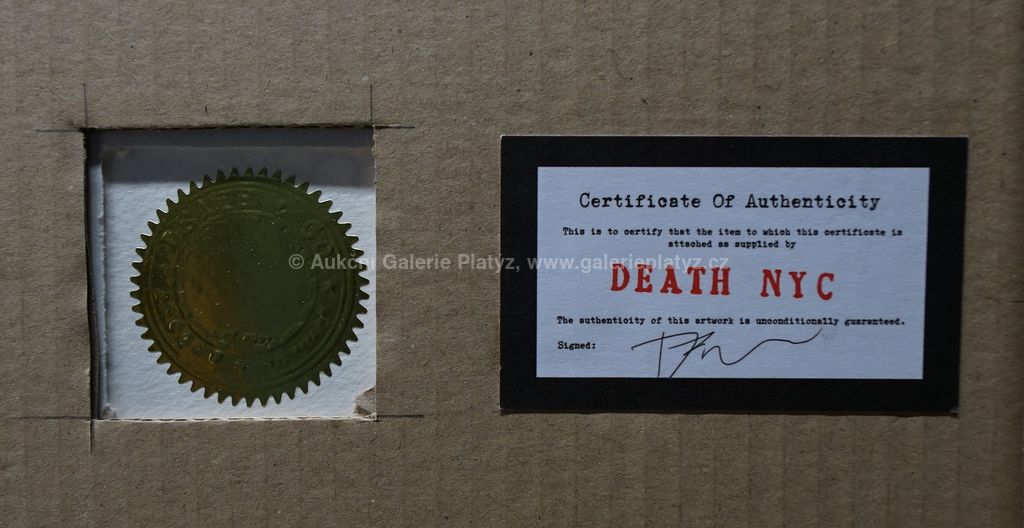 © Aukční Galerie Platýz, www.galerieplatyz.cz
Certificate Of Authenticity
This is to certify that the item to which this certificate is
attached as supplied by
DEATH NYC
The authenticity of this artwork is unconditionally guaranteed.
Signed: